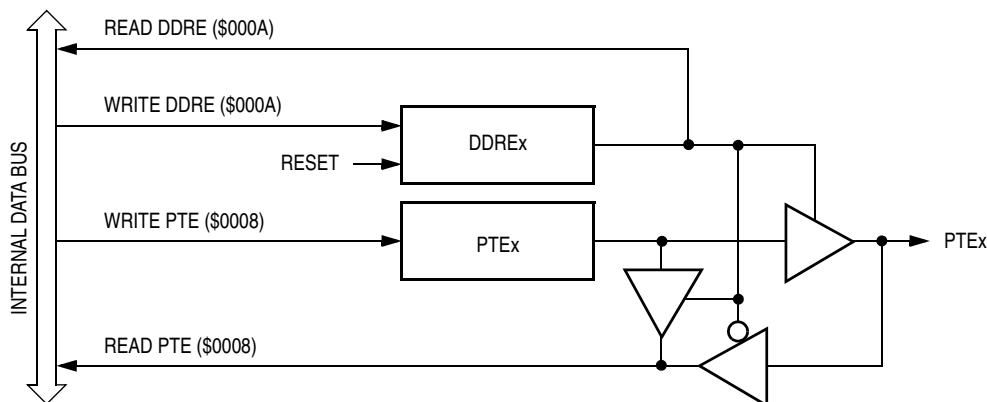 READ DDRE ($000A)
WRITE DDRE ($000A)
DDREx
RESET
INTERNAL DATA BUS
WRITE PTE ($0008)
PTEx
PTEx
READ PTE ($0008)